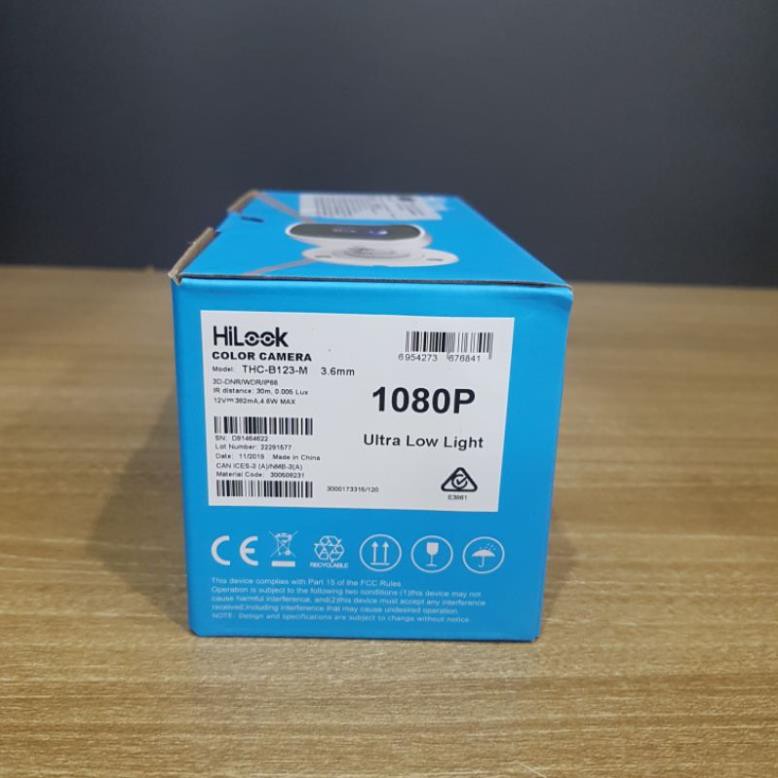 HiLook
COLOR CAMERA
Model: THC-B123-M 3.6mm
3D-DNR/WDR/IP66
IR distance: 30m, 0.005 Lux
12V⎓ 382mA,4.6W MAX
6954273 676841
1080P
Ultra Low Light
SN: D91464622
Lot Number: 22291577
Date: 11/2019 Made in China
CAN ICES-3 (A)/NMB-3(A)
Material Code: 300509231
3000173316/120
E3961
CE
RECYCLABLE
This device complies with Part 15 of the FCC Rules
Operation is subject to the following two conditions (1)this device may not
cause harmful interference, and(2)this device must accept any interference
received,including interference that may cause undesired operation.
NOTE: Design and specifications are subject to change without notice.